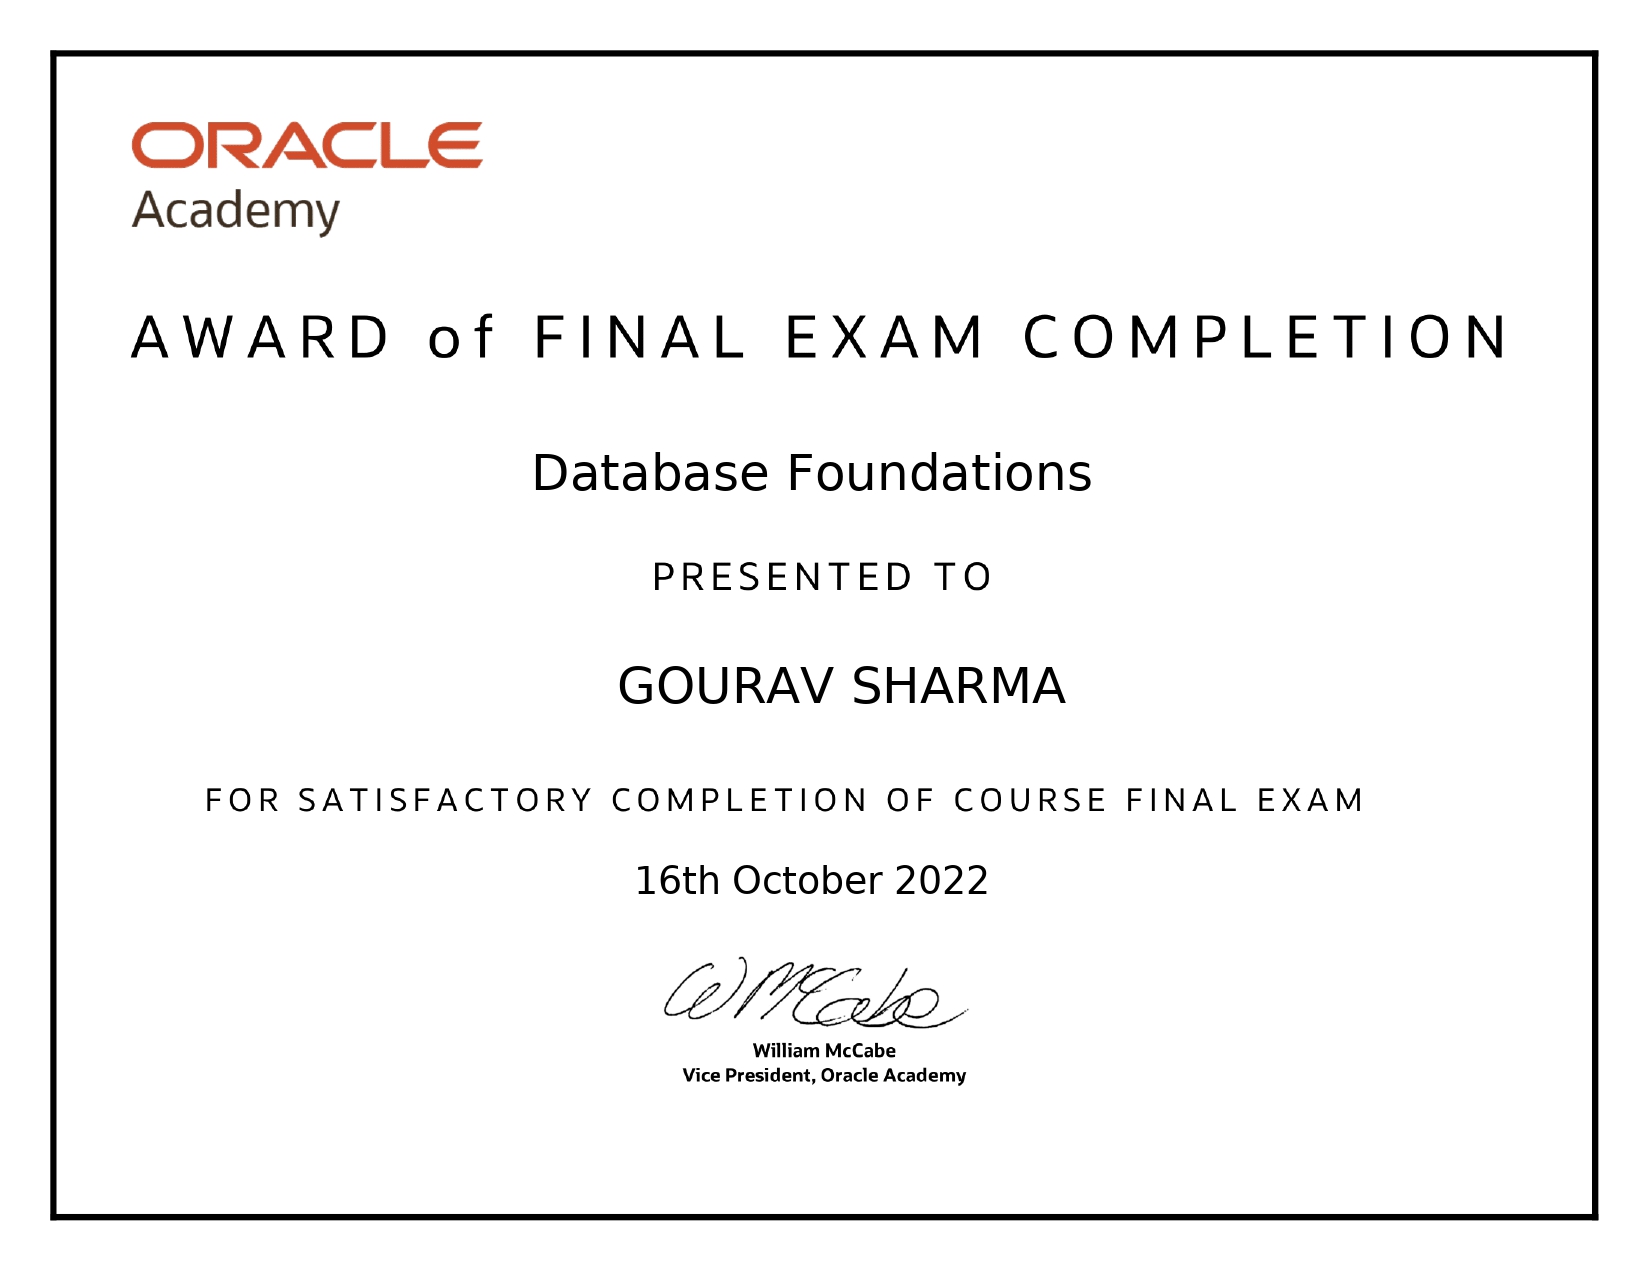 ORACLE
Academy
AWARD of FINAL EXAM COMPLETION
Database Foundations
PRESENTED TO
GOURAV SHARMA
FOR SATISFACTORY COMPLETION OF COURSE FINAL EXAM
16th October 2022
W McCabe
William McCabe
Vice President, Oracle Academy